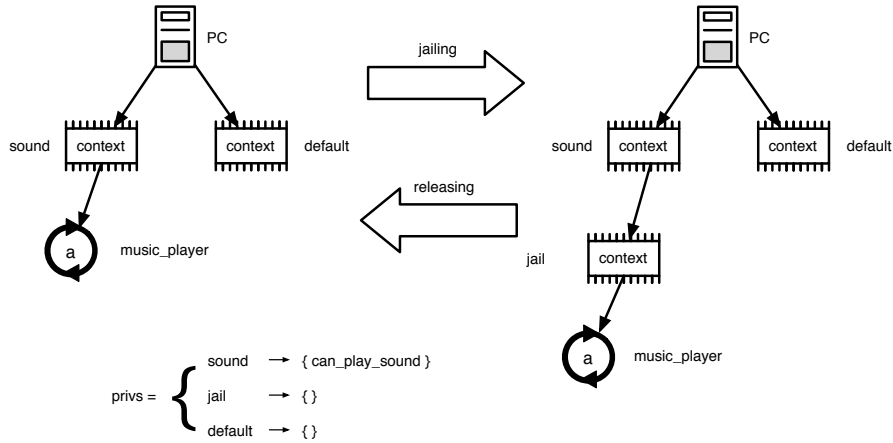 PC
jailing
PC
sound
context
context
default
sound
context
context
default
releasing
a
music_player
jail
context
a
music_player
privs = {
sound → { can_play_sound }
jail → { }
default → { }